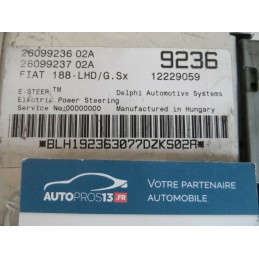 26099236 02A 9236
26099237 02A
FIAT 188-LHD/G.Sx 12229059
E-STEER™ Delphi Automotive Systems
Electric Power Steering
Service No:00000000 Manufactured in Hungary
*BLH192363077DZKS02A*
AUTOPROS13.FR
VOTRE PARTENAIRE
AUTOMOBILE